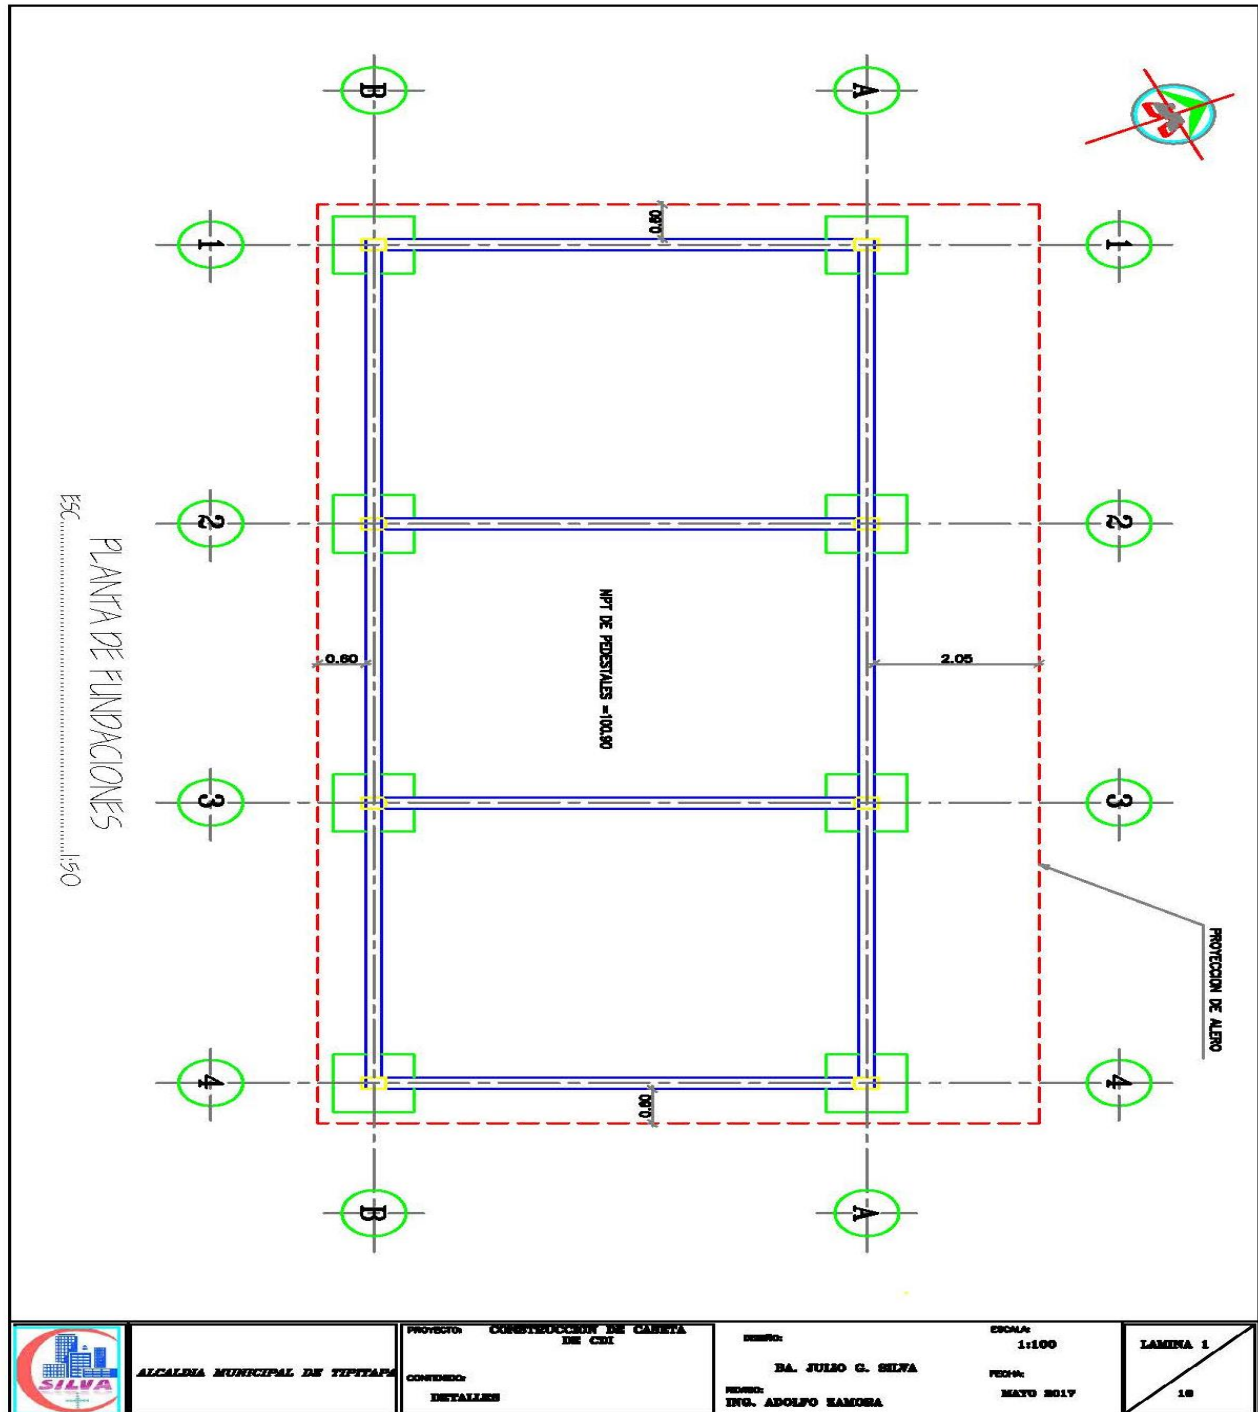 B
A
0.60
1
1
2
2
NPT DE PEDESTALES =100.90
0.60
2.05
PLANTA DE FUNDACIONES
ESC. 1:50
3
3
PROYECCION DE ALERO
4
4
0.60
B
A
SILVA
ALCALDIA MUNICIPAL DE TIPITAPA
PROYECTO: CONSTRUCCION DE CASETA
DE CDI
CONTENIDO:
DETALLES
DISEÑO:
BA. JULIO G. SILVA
REVISO:
ING. ADOLFO ZAMORA
ESCALA:
1:100
FECHA:
MAYO 2017
LAMINA 1